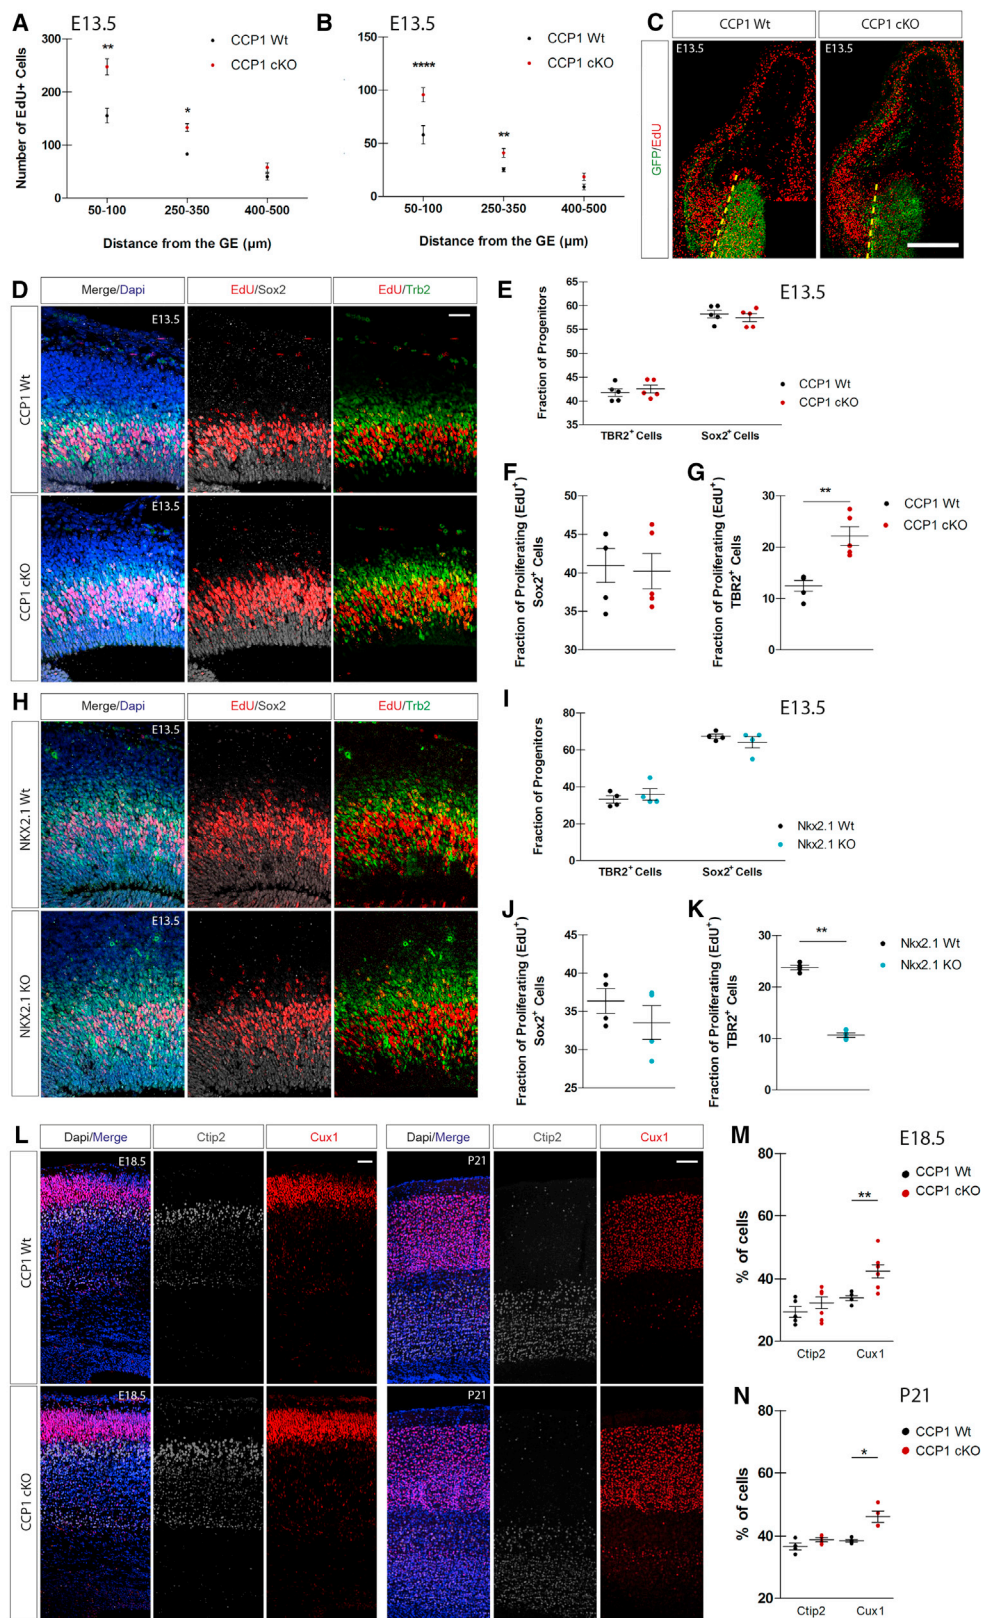 A E13.5
Number of EdU+ Cells
300
200
100
0
**
*
CCP1 Wt
CCP1 cKO
50-100 250-350 400-500
Distance from the GE (µm)
B E13.5
150
100
50
0
****
**
CCP1 Wt
CCP1 cKO
50-100 250-350 400-500
Distance from the GE (µm)
C CCP1 Wt CCP1 cKO
GFP/EdU
E13.5 E13.5
D Merge/Dapi EdU/Sox2 EdU/Trb2
CCP1 Wt
E13.5
CCP1 cKO
E13.5
E E13.5
Fraction of Progenitors
65
60
55
50
45
40
35
CCP1 Wt
CCP1 cKO
TBR2+ Cells Sox2+ Cells
F
Fraction of Proliferating (EdU+)
Sox2+ Cells
50
45
40
35
30
G
Fraction of Proliferating (EdU+)
TBR2+ Cells
30
20
10
0
**
CCP1 Wt
CCP1 cKO
H Merge/Dapi EdU/Sox2 EdU/Trb2
NKX2.1 Wt
E13.5
NKX2.1 KO
E13.5
I E13.5
Fraction of Progenitors
80
60
40
20
0
Nkx2.1 Wt
Nkx2.1 KO
TBR2+ Cells Sox2+ Cells
J
Fraction of Proliferating (EdU+)
Sox2+ Cells
45
40
35
30
25
K
Fraction of Proliferating (EdU+)
TBR2+ Cells
30
20
10
0
**
Nkx2.1 Wt
Nkx2.1 KO
L Dapi/Merge Ctip2 Cux1 Dapi/Merge Ctip2 Cux1
CCP1 Wt
E18.5 P21
CCP1 cKO
E18.5 P21
M E18.5
% of cells
80
60
40
20
**
CCP1 Wt
CCP1 cKO
Ctip2 Cux1
N P21
% of cells
80
60
40
20
*
CCP1 Wt
CCP1 cKO
Ctip2 Cux1